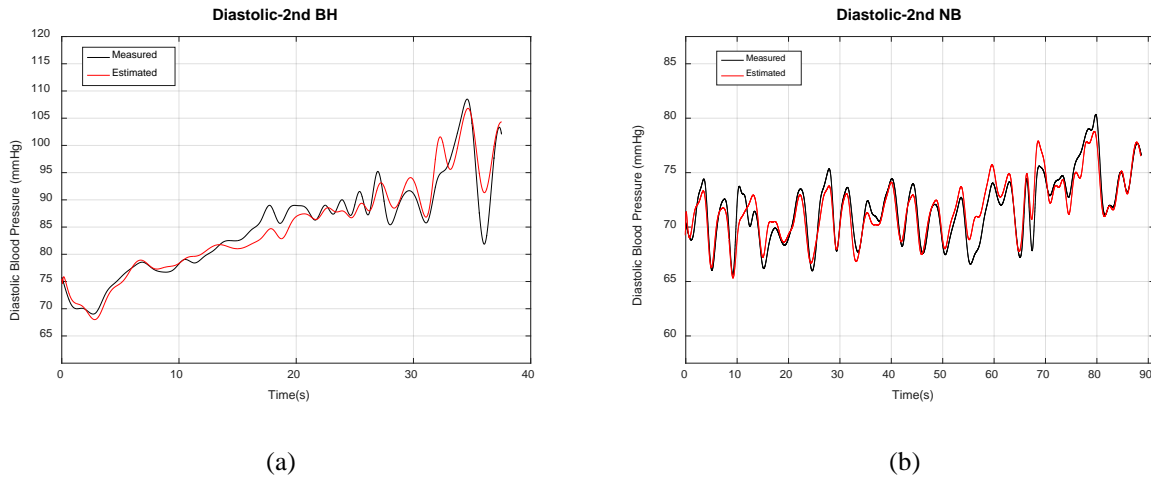 Diastolic-2nd BH
120
115
110
105
100
95
90
85
80
75
70
65
Diastolic Blood Pressure (mmHg)
Measured
Estimated
0 10 20 30 40
Time(s)
(a)
Diastolic-2nd NB
85
80
75
70
65
60
Diastolic Blood Pressure (mmHg)
Measured
Estimated
0 10 20 30 40 50 60 70 80 90
Time(s)
(b)